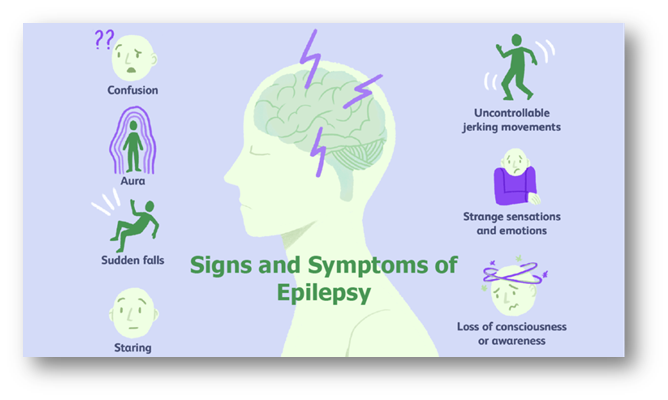 ??
Confusion
Aura
Sudden falls
Staring
Signs and Symptoms of
Epilepsy
Uncontrollable
jerking movements
Strange sensations
and emotions
Loss of consciousness
or awareness